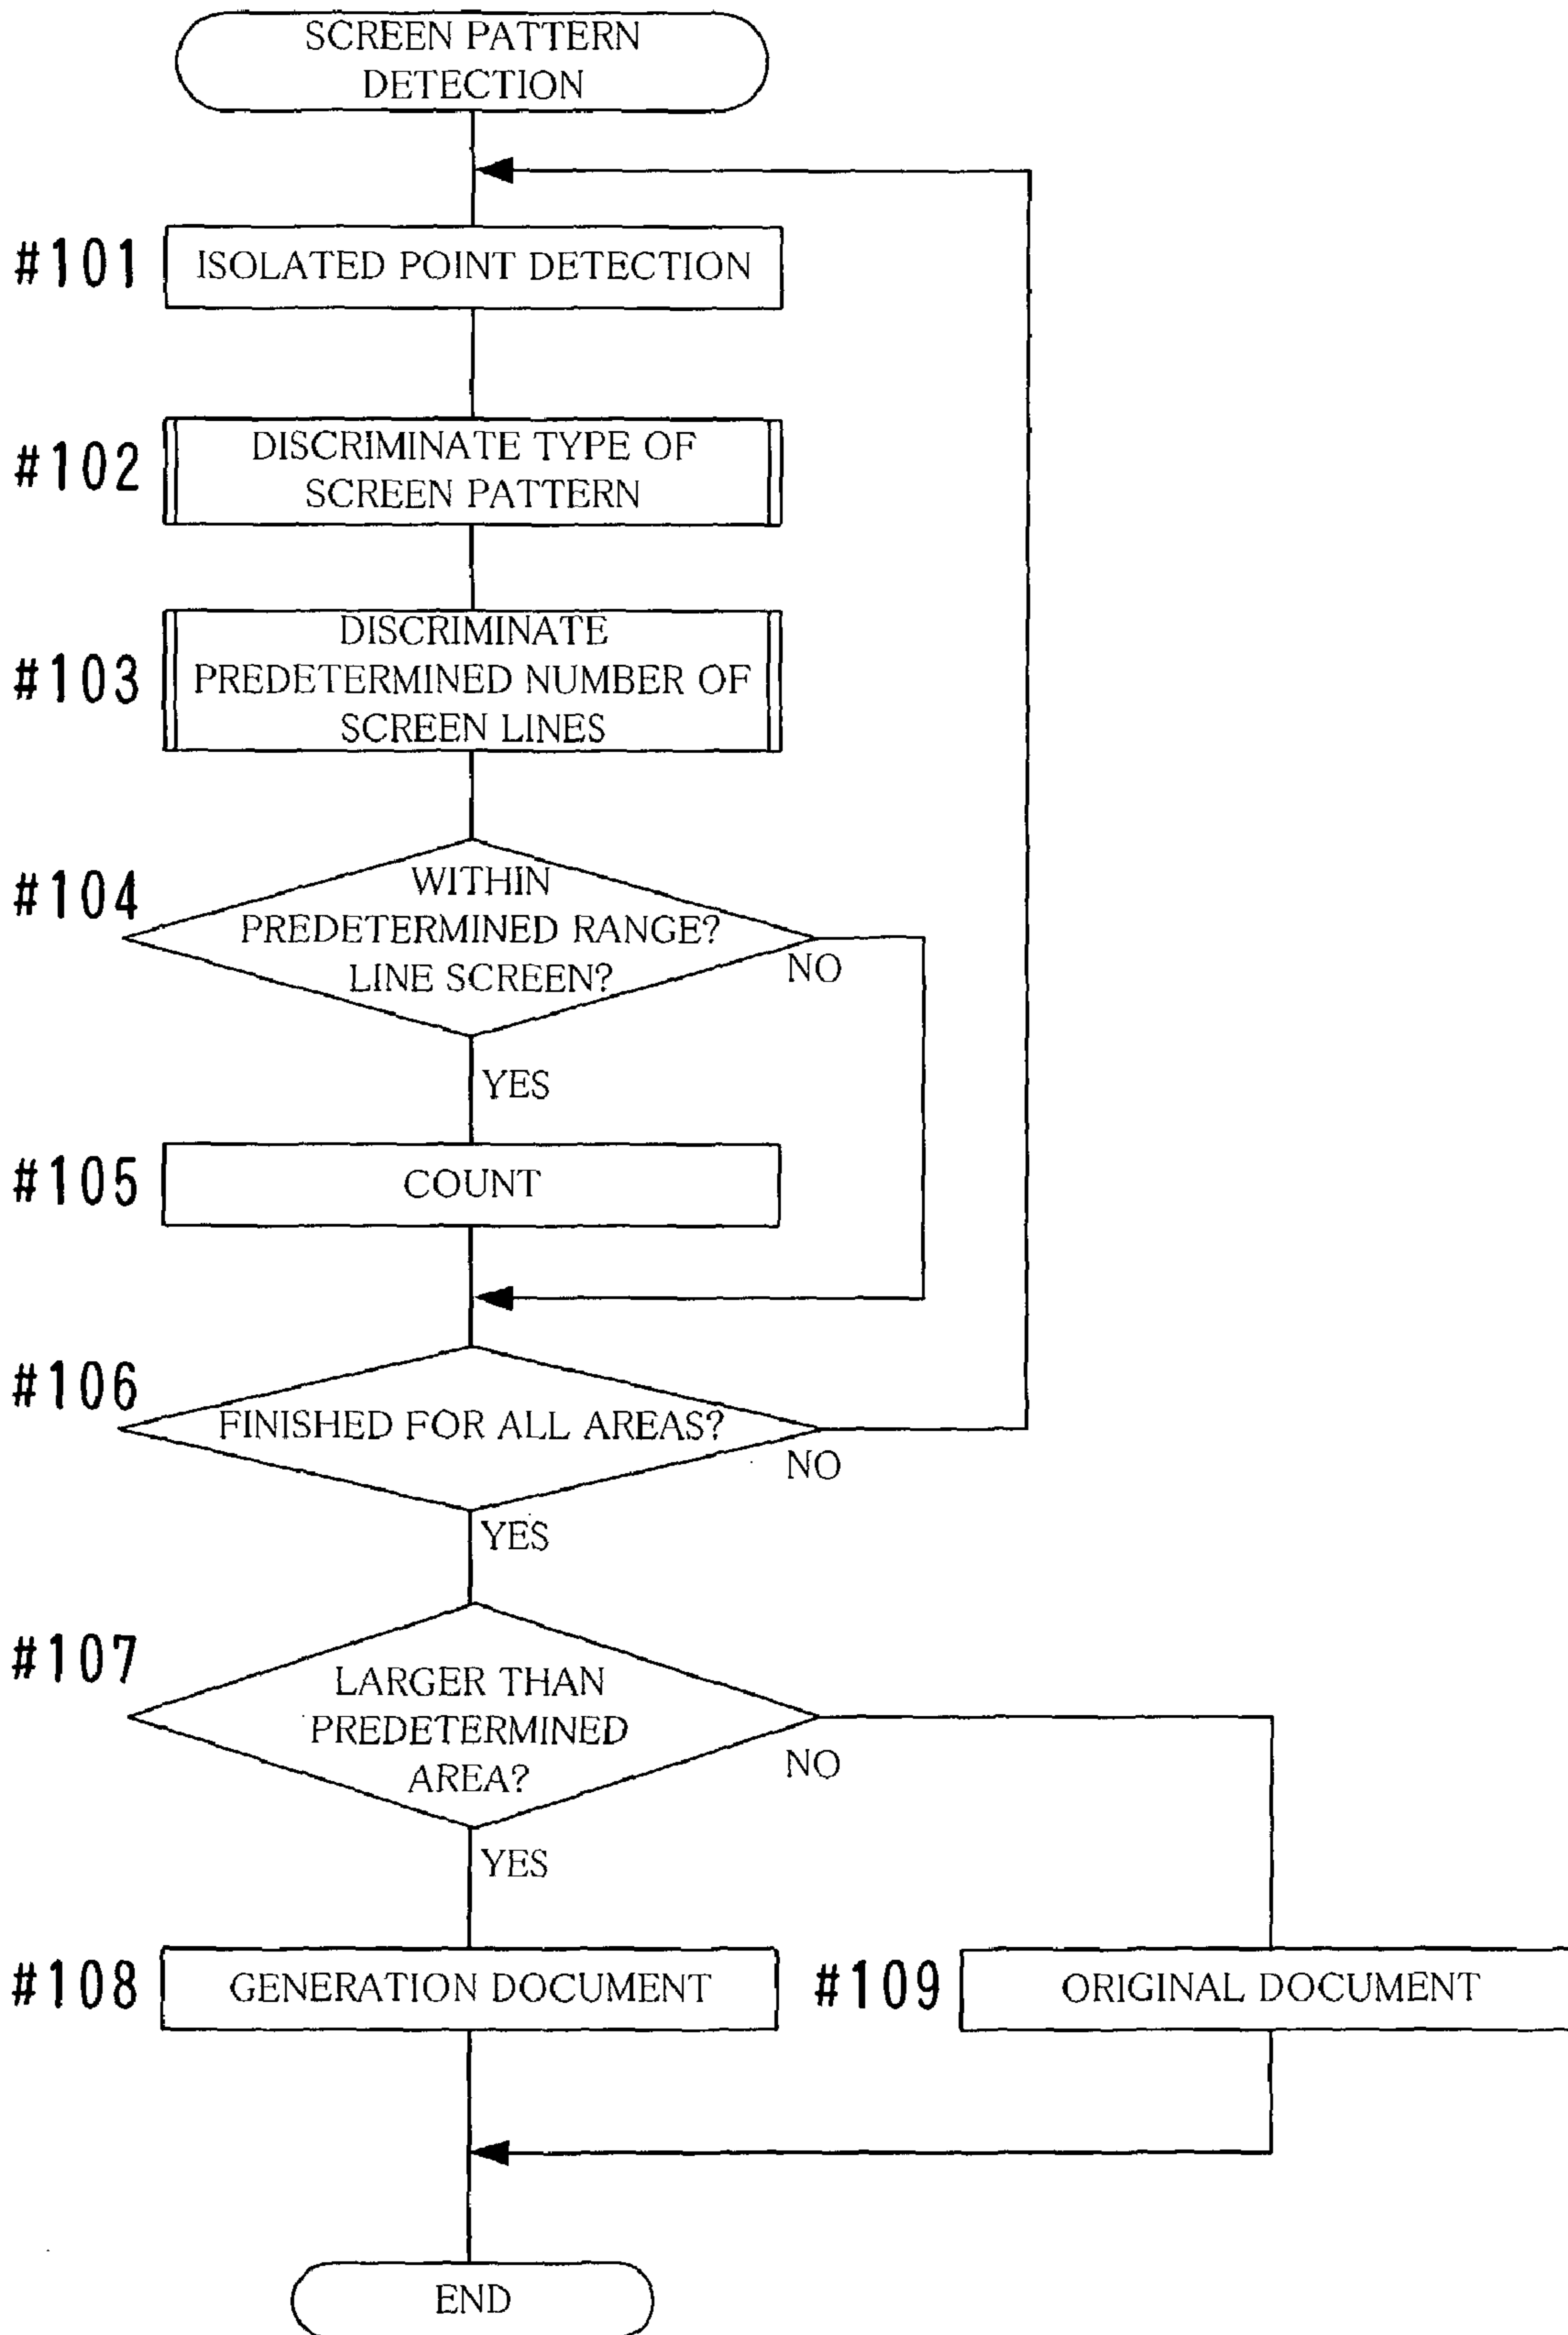 SCREEN PATTERN
DETECTION
#101
ISOLATED POINT DETECTION
#102
DISCRIMINATE TYPE OF
SCREEN PATTERN
#103
DISCRIMINATE
PREDETERMINED NUMBER OF
SCREEN LINES
#104
WITHIN
PREDETERMINED RANGE?
LINE SCREEN?
NO
YES
#105
COUNT
#106
FINISHED FOR ALL AREAS?
NO
YES
#107
LARGER THAN
PREDETERMINED
AREA?
NO
YES
#108
GENERATION DOCUMENT
#109
ORIGINAL DOCUMENT
END